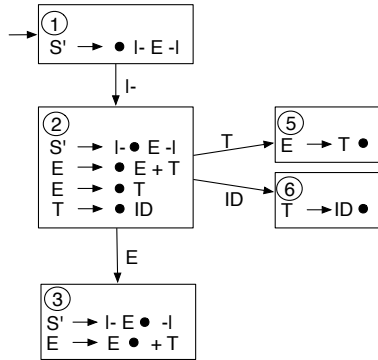 1
S' → ● |- E -|
|-
2
S' → |- ● E -|
E → ● E + T
E → ● T
T → ● ID
T
5
E → T ●
ID
6
T → ID ●
E
3
S' → |- E ● -|
E → E ● + T